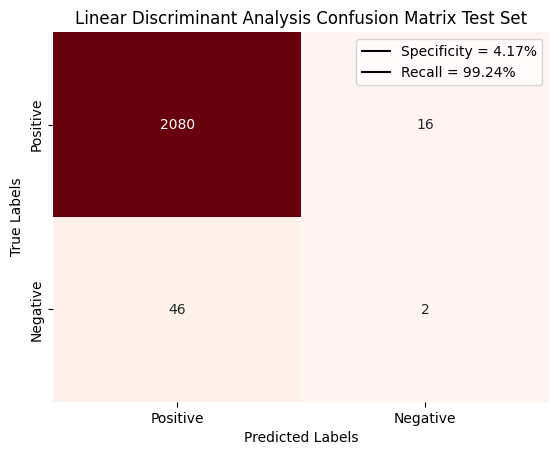 Linear Discriminant Analysis Confusion Matrix Test Set
Specificity = 4.17%
Recall = 99.24%
True Labels
Positive
2080
16
Negative
46
2
Positive
Negative
Predicted Labels